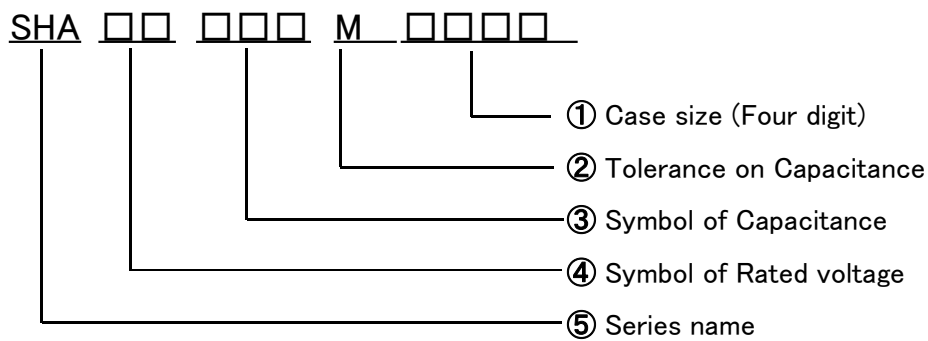 SHA □□ □□□ M □□□□
① Case size (Four digit)
② Tolerance on Capacitance
③ Symbol of Capacitance
④ Symbol of Rated voltage
⑤ Series name